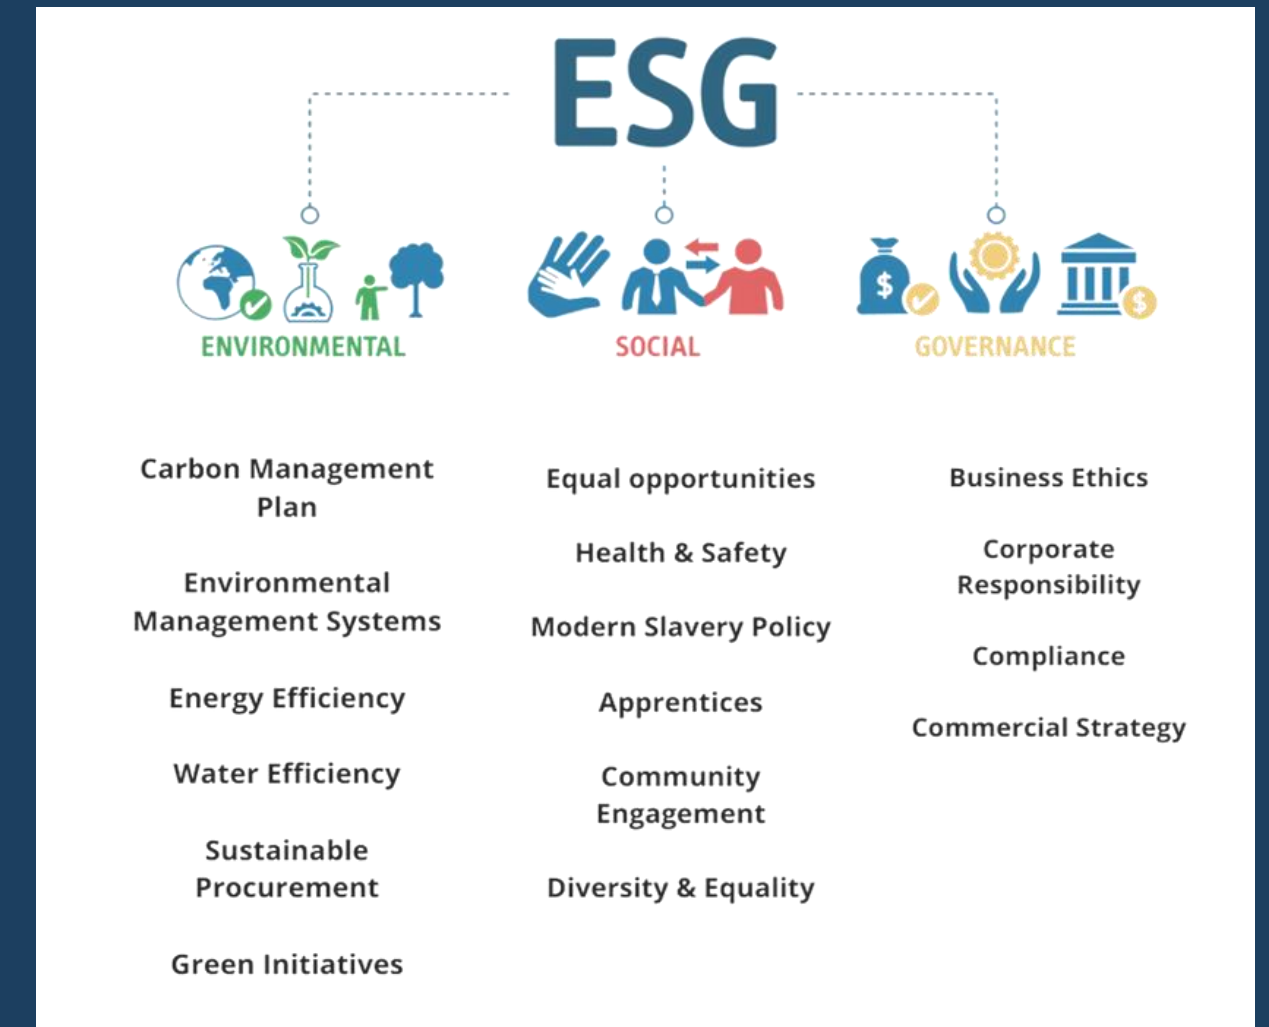 ESG
ENVIRONMENTAL
Carbon Management
Plan
Environmental
Management Systems
Energy Efficiency
Water Efficiency
Sustainable
Procurement
Green Initiatives
SOCIAL
Equal opportunities
Health & Safety
Modern Slavery Policy
Apprentices
Community
Engagement
Diversity & Equality
$
$
GOVERNANCE
Business Ethics
Corporate
Responsibility
Compliance
Commercial Strategy